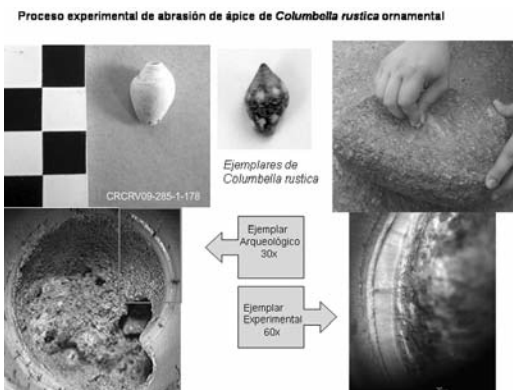 Proceso experimental de abrasión de ápice de Columbella rustica ornamental
CRCRV09-285-1-178
Ejemplares de
Columbella rustica
Ejemplar
Arqueológico
30x
Ejemplar
Experimental
60x